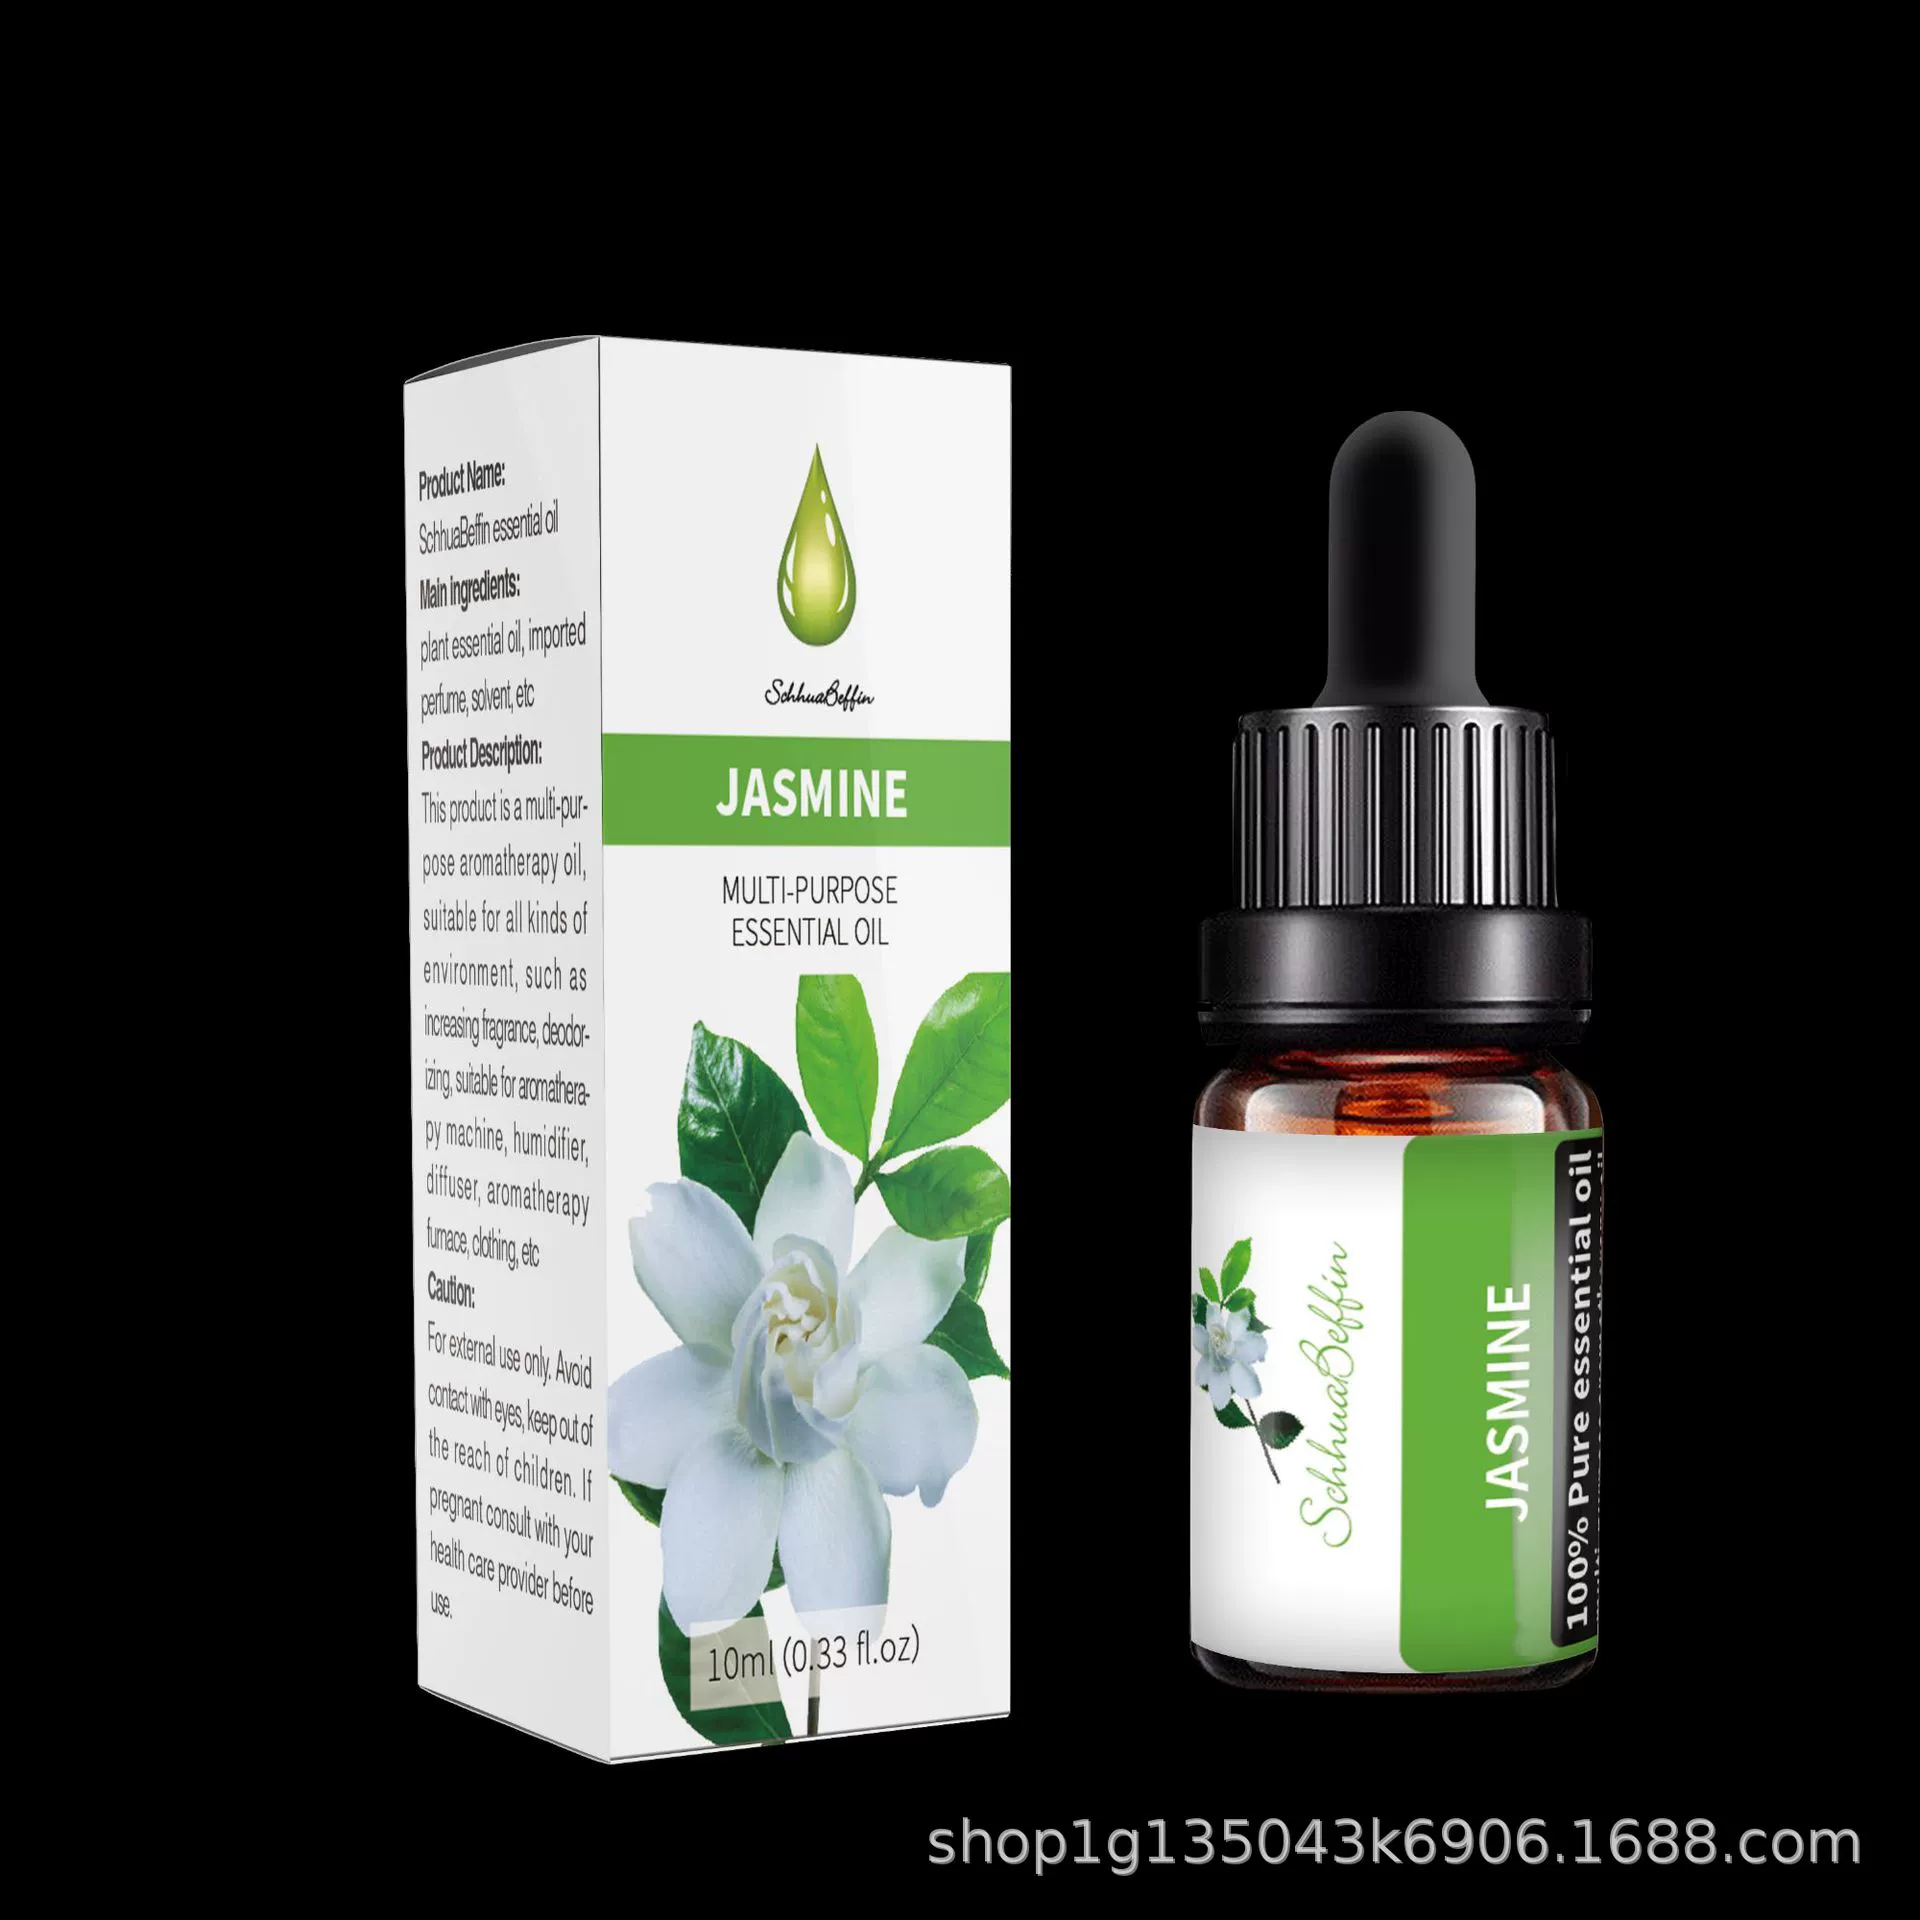 Product Name:
SchhuaBeffin essential oil
Main ingredients:
plant essential oil, imported
perfume, solvent, etc
Product Description:
This product is a multi-pur-
pose aromatherapy oil,
suitable for all kinds of
environment, such as
increasing fragrance, deodor-
izing, suitable for aromathera-
py machine, humidifier,
diffuser, aromatherapy
furnace, clothing, etc
Caution:
For external use only. Avoid
contact with eyes, keep out of
the reach of children. If
pregnant consult with your
health care provider before
use.
SchhuaBeffin
JASMINE
MULTI-PURPOSE
ESSENTIAL OIL
10ml (0.33 fl.oz)
SchhuaBeffin
JASMINE
100% Pure essential oil
shop1g135043k6906.1688.com